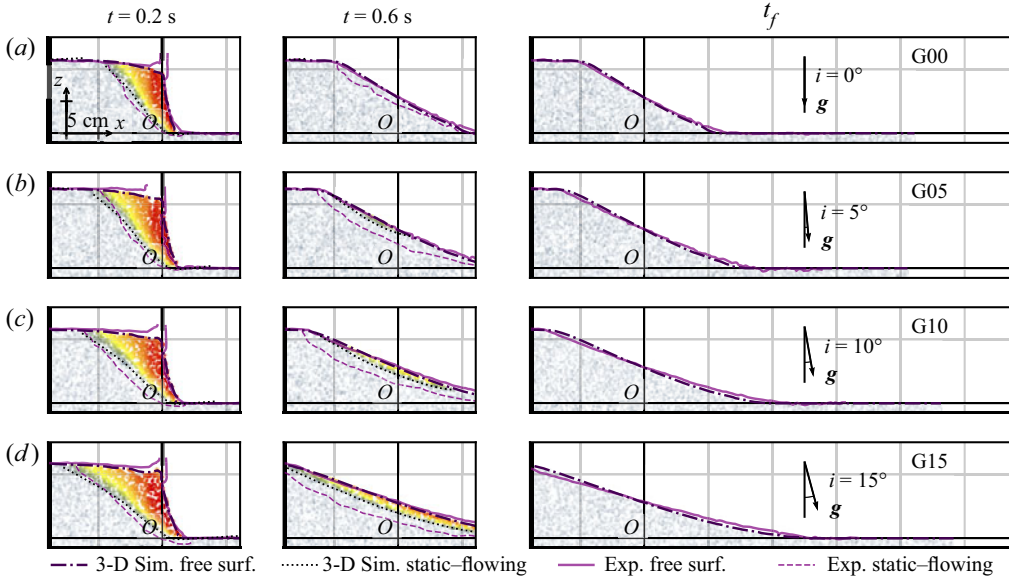 t = 0.2 s t = 0.6 s t_f
(a) z 5 cm x O O O i = 0° g G00
(b) O O O i = 5° g G05
(c) O O O i = 10° g G10
(d) O O O i = 15° g G15
3-D Sim. free surf. 3-D Sim. static–flowing Exp. free surf. Exp. static–flowing